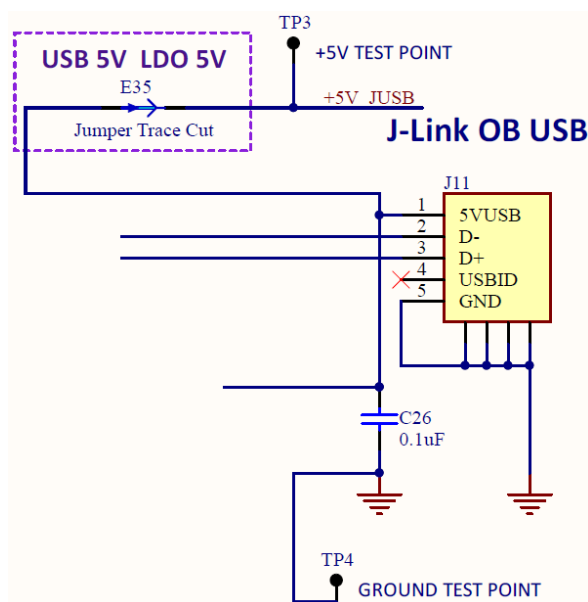 TP3
+5V TEST POINT
USB 5V LDO 5V
E35
Jumper Trace Cut
+5V JUSB
J-Link OB USB
J11
1 5VUSB
2 D-
3 D+
4 USBID
5 GND
C26
0.1uF
TP4
GROUND TEST POINT